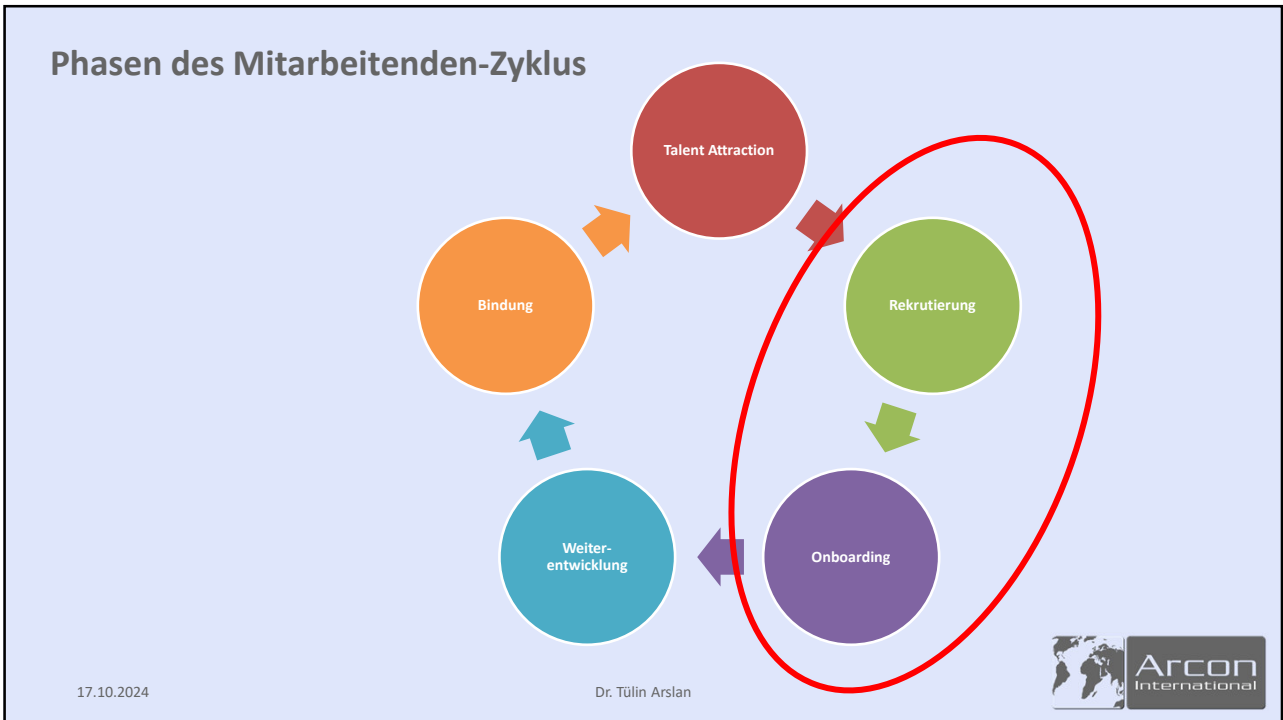 Phasen des Mitarbeitenden-Zyklus
Talent Attraction
Rekrutierung
Onboarding
Weiter-
entwicklung
Bindung
17.10.2024
Dr. Tülin Arslan
Arcon
International